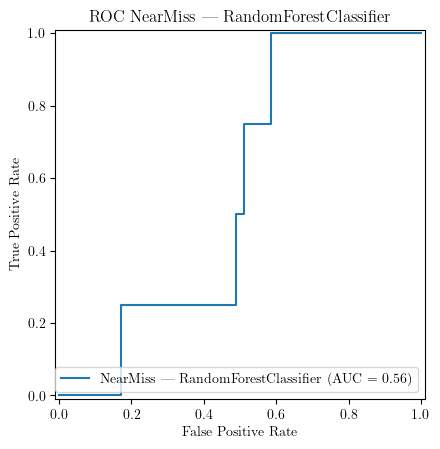 ROC NearMiss — RandomForestClassifier
1.0
0.8
0.6
0.4
0.2
0.0
True Positive Rate
NearMiss — RandomForestClassifier (AUC = 0.56)
0.0 0.2 0.4 0.6 0.8 1.0
False Positive Rate